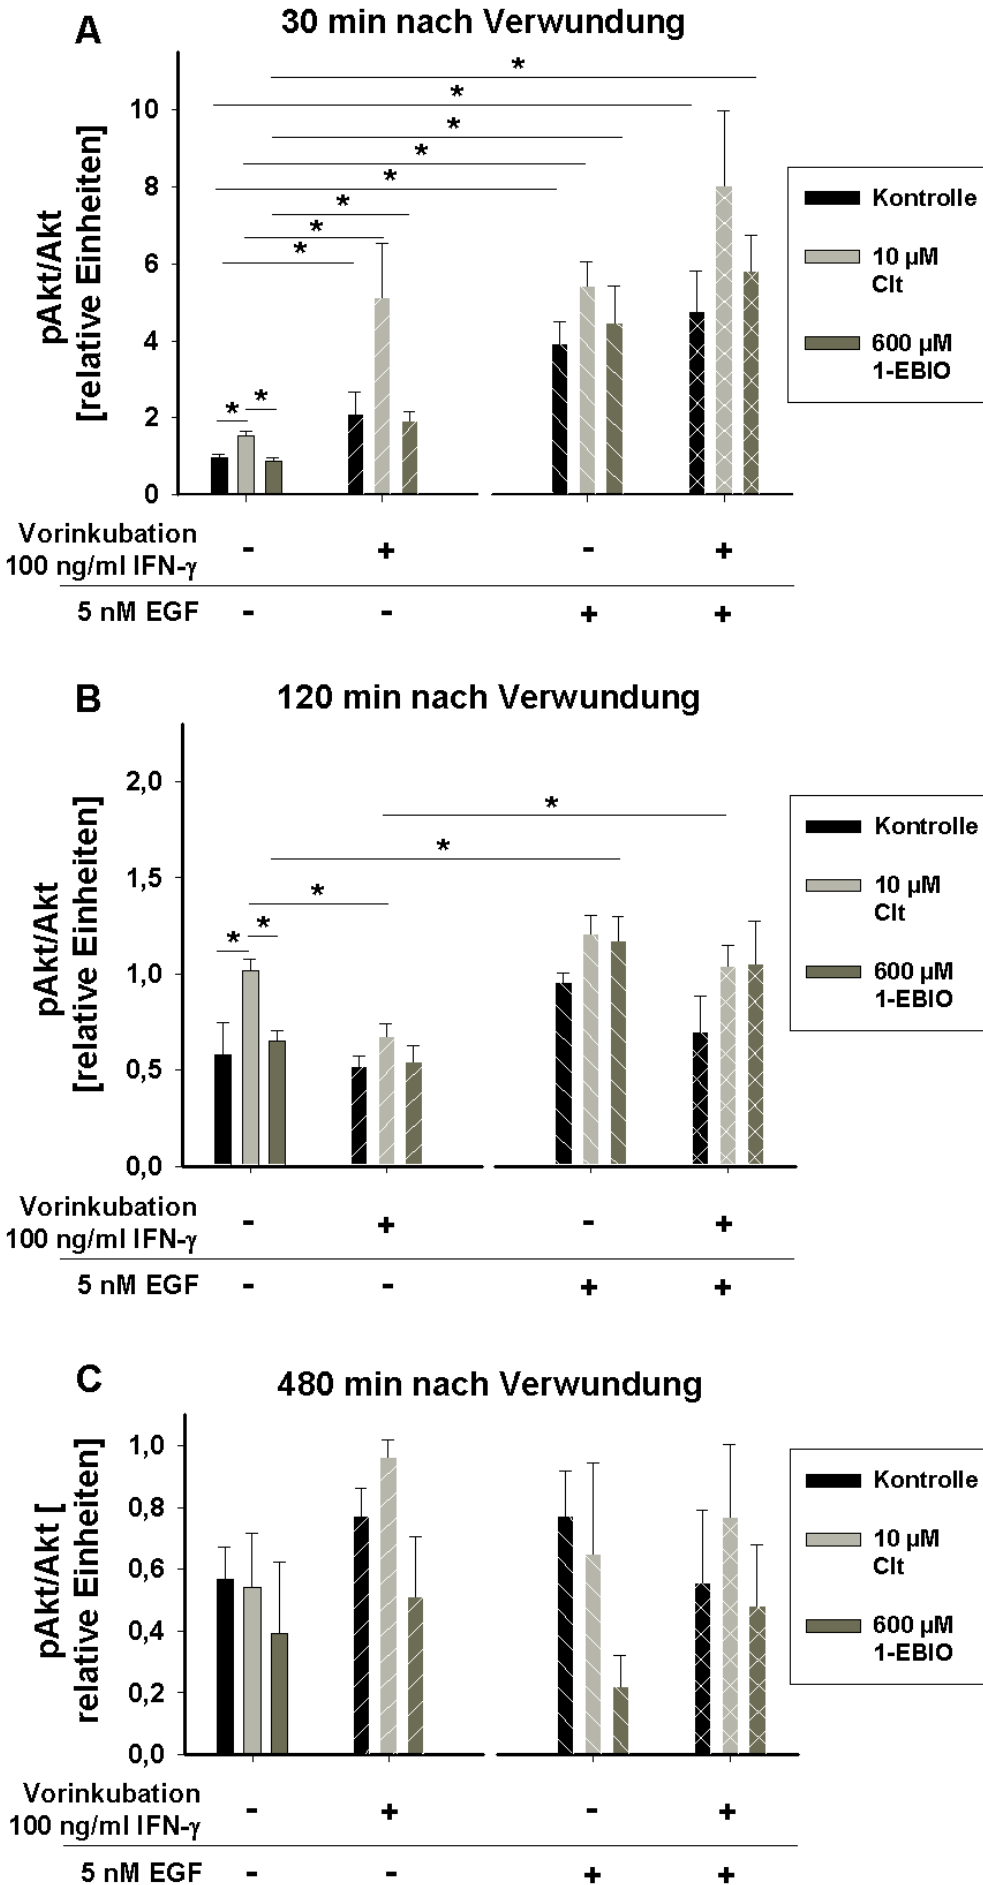 A
30 min nach Verwundung
pAkt/Akt
[relative Einheiten]
10
8
6
4
2
0
*
*
*
*
*
*
*
*
*
*
Kontrolle
10 µM
Clt
600 µM
1-EBIO
Vorinkubation
100 ng/ml IFN-γ
- + - +
5 nM EGF - - + +
B
120 min nach Verwundung
pAkt/Akt
[relative Einheiten]
2,0
1,5
1,0
0,5
0,0
*
*
*
* *
Kontrolle
10 µM
Clt
600 µM
1-EBIO
Vorinkubation
100 ng/ml IFN-γ
- + - +
5 nM EGF - - + +
C
480 min nach Verwundung
pAkt/Akt [
relative Einheiten]
1,0
0,8
0,6
0,4
0,2
0,0
Kontrolle
10 µM
Clt
600 µM
1-EBIO
Vorinkubation
100 ng/ml IFN-γ
- + - +
5 nM EGF - - + +